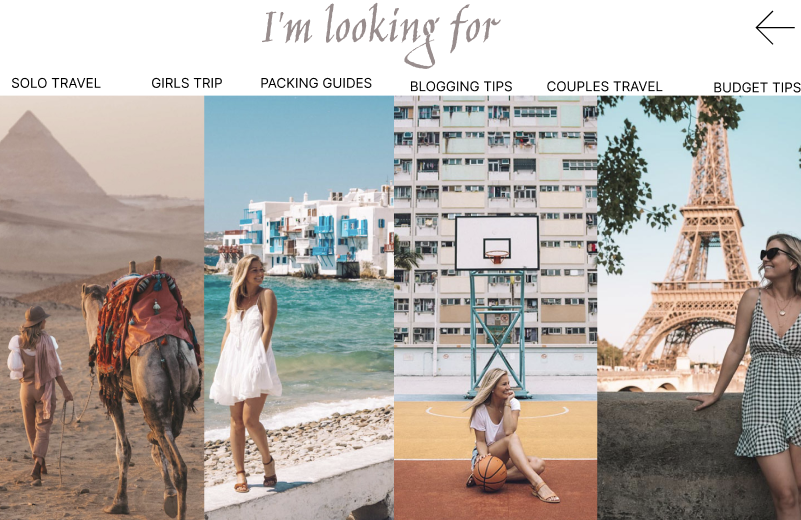 I'm looking for
SOLO TRAVEL GIRLS TRIP PACKING GUIDES BLOGGING TIPS COUPLES TRAVEL BUDGET TIPS